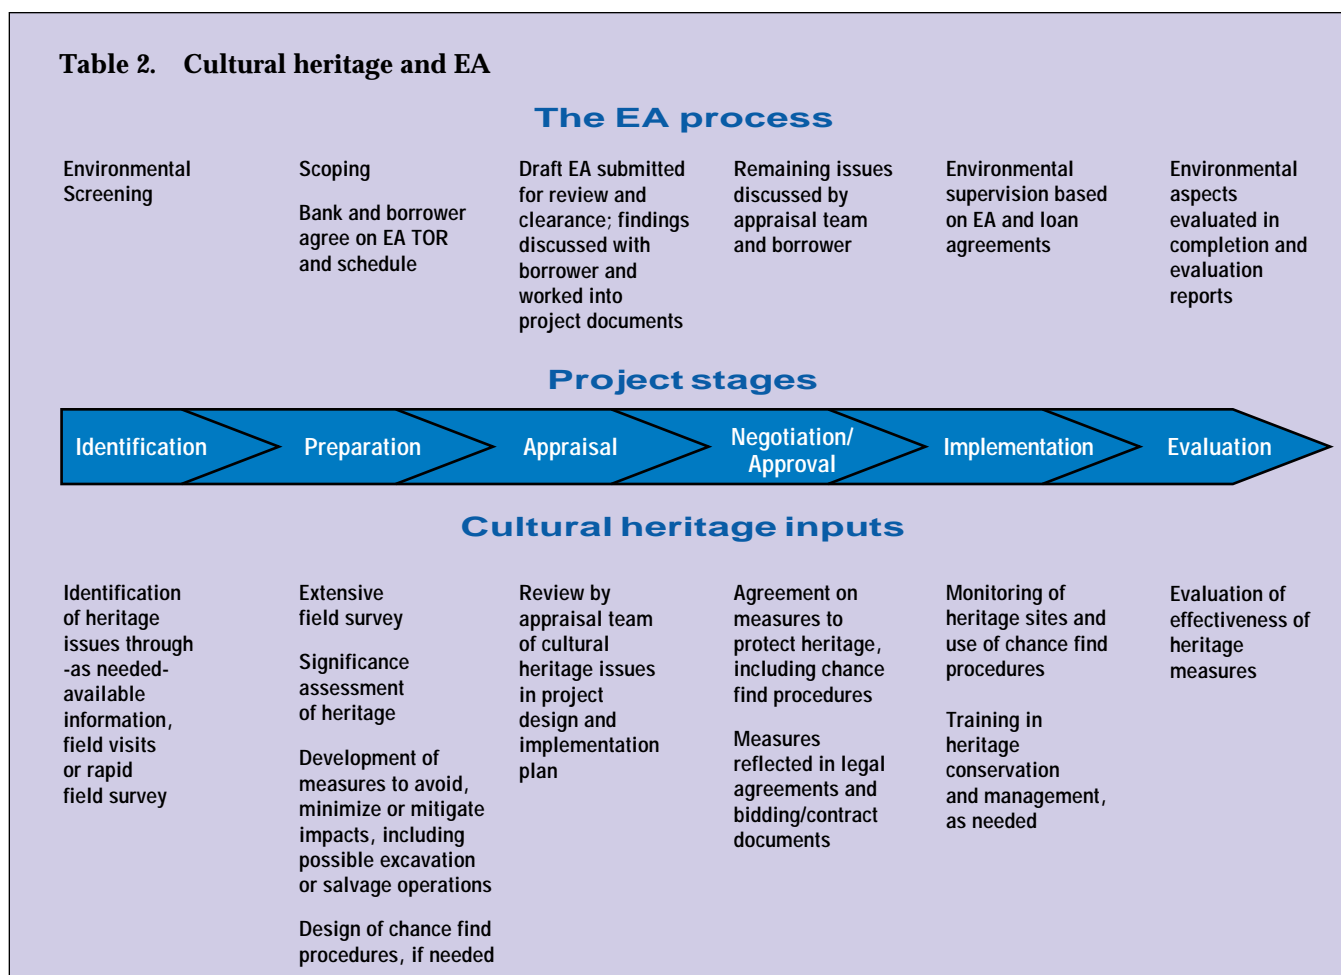 Table 2. Cultural heritage and EA
The EA process
Environmental
Screening
Scoping
Bank and borrower
agree on EA TOR
and schedule
Draft EA submitted
for review and
clearance; findings
discussed with
borrower and
worked into
project documents
Remaining issues
discussed by
appraisal team
and borrower
Environmental
supervision based
on EA and loan
agreements
Environmental
aspects
evaluated in
completion and
evaluation
reports
Project stages
Identification
Preparation
Appraisal
Negotiation/
Approval
Implementation
Evaluation
Cultural heritage inputs
Identification
of heritage
issues through
-as needed-
available
information,
field visits
or rapid
field survey
Extensive
field survey
Significance
assessment
of heritage
Development of
measures to avoid,
minimize or mitigate
impacts, including
possible excavation
or salvage operations
Design of chance find
procedures, if needed
Review by
appraisal team
of cultural
heritage issues
in project
design and
implementation
plan
Agreement on
measures to
protect heritage,
including chance
find procedures
Measures
reflected in legal
agreements and
bidding/contract
documents
Monitoring of
heritage sites and
use of chance find
procedures
Training in
heritage
conservation
and management,
as needed
Evaluation of
effectiveness of
heritage
measures